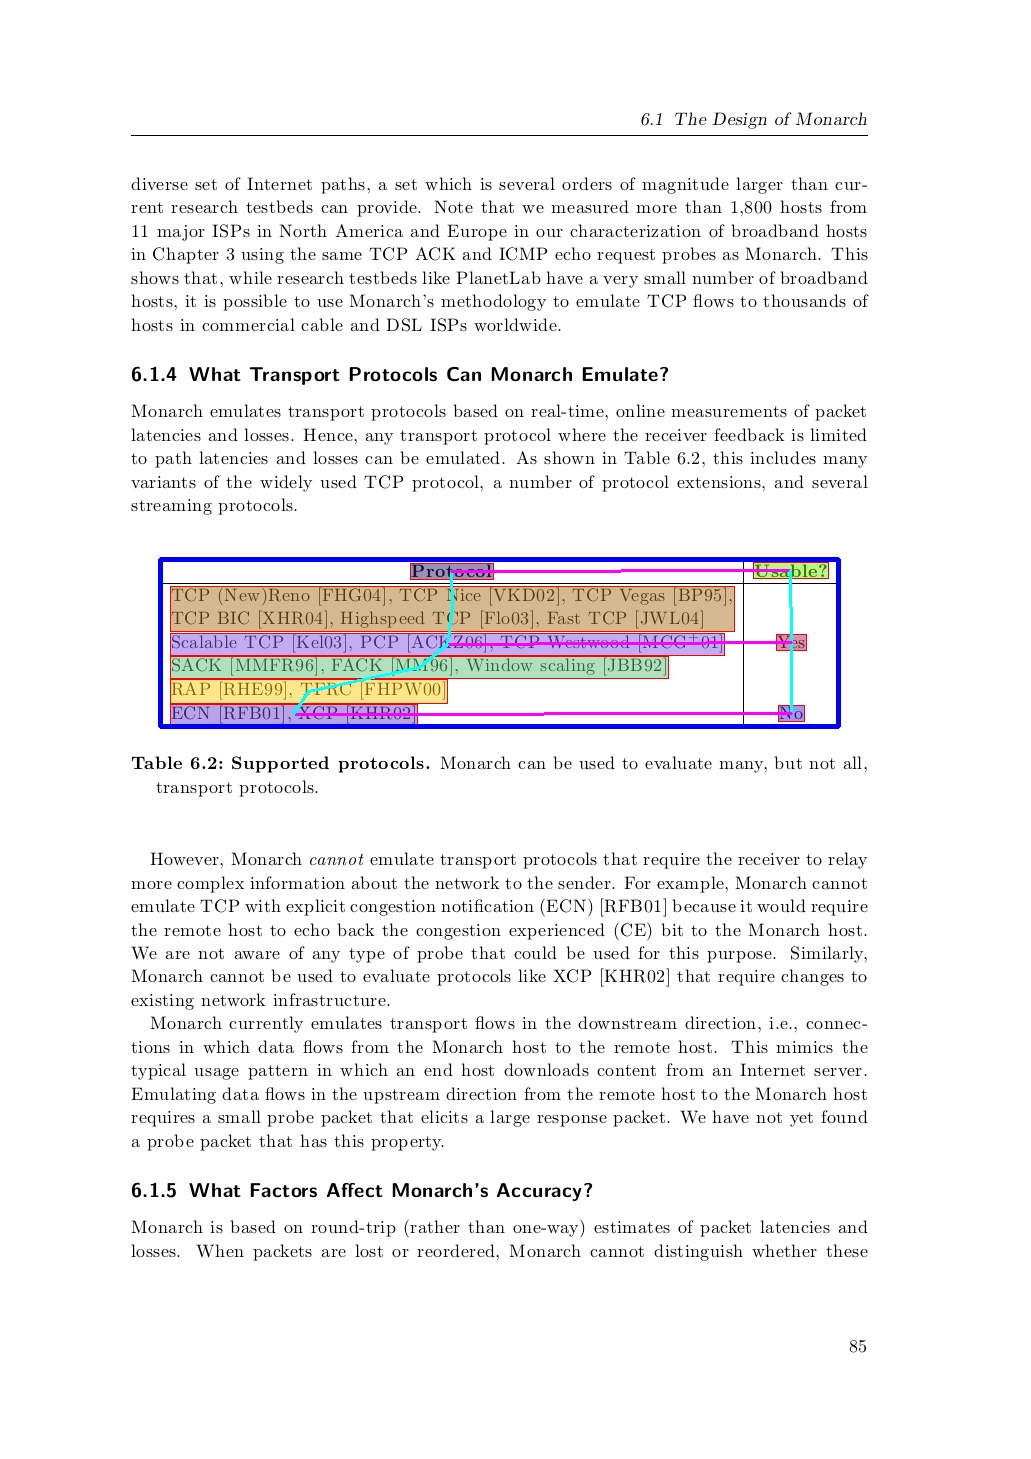 6.1 The Design of Monarch
diverse set of Internet paths, a set which is several orders of magnitude larger than cur-
rent research testbeds can provide. Note that we measured more than 1,800 hosts from
11 major ISPs in North America and Europe in our characterization of broadband hosts
in Chapter 3 using the same TCP ACK and ICMP echo request probes as Monarch. This
shows that, while research testbeds like PlanetLab have a very small number of broadband
hosts, it is possible to use Monarch's methodology to emulate TCP flows to thousands of
hosts in commercial cable and DSL ISPs worldwide.
6.1.4 What Transport Protocols Can Monarch Emulate?
Monarch emulates transport protocols based on real-time, online measurements of packet
latencies and losses. Hence, any transport protocol where the receiver feedback is limited
to path latencies and losses can be emulated. As shown in Table 6.2, this includes many
variants of the widely used TCP protocol, a number of protocol extensions, and several
streaming protocols.
Protocol Usable?
TCP (New)Reno [FHG04], TCP Nice [VKD02], TCP Vegas [BP95],
TCP BIC [XHR04], Highspeed TCP [Flo03], Fast TCP [JWL04]
Scalable TCP [Kel03], PCP [ACKZ06], TCP Westwood [MCG+01] Yes
SACK [MMFR96], FACK [MM96], Window scaling [JBB92]
RAP [RHE99], TFRC [FHPW00]
ECN [RFB01], XCP [KHR02] No
Table 6.2: Supported protocols. Monarch can be used to evaluate many, but not all,
transport protocols.
However, Monarch cannot emulate transport protocols that require the receiver to relay
more complex information about the network to the sender. For example, Monarch cannot
emulate TCP with explicit congestion notification (ECN) [RFB01] because it would require
the remote host to echo back the congestion experienced (CE) bit to the Monarch host.
We are not aware of any type of probe that could be used for this purpose. Similarly,
Monarch cannot be used to evaluate protocols like XCP [KHR02] that require changes to
existing network infrastructure.
Monarch currently emulates transport flows in the downstream direction, i.e., connec-
tions in which data flows from the Monarch host to the remote host. This mimics the
typical usage pattern in which an end host downloads content from an Internet server.
Emulating data flows in the upstream direction from the remote host to the Monarch host
requires a small probe packet that elicits a large response packet. We have not yet found
a probe packet that has this property.
6.1.5 What Factors Affect Monarch's Accuracy?
Monarch is based on round-trip (rather than one-way) estimates of packet latencies and
losses. When packets are lost or reordered, Monarch cannot distinguish whether these
85